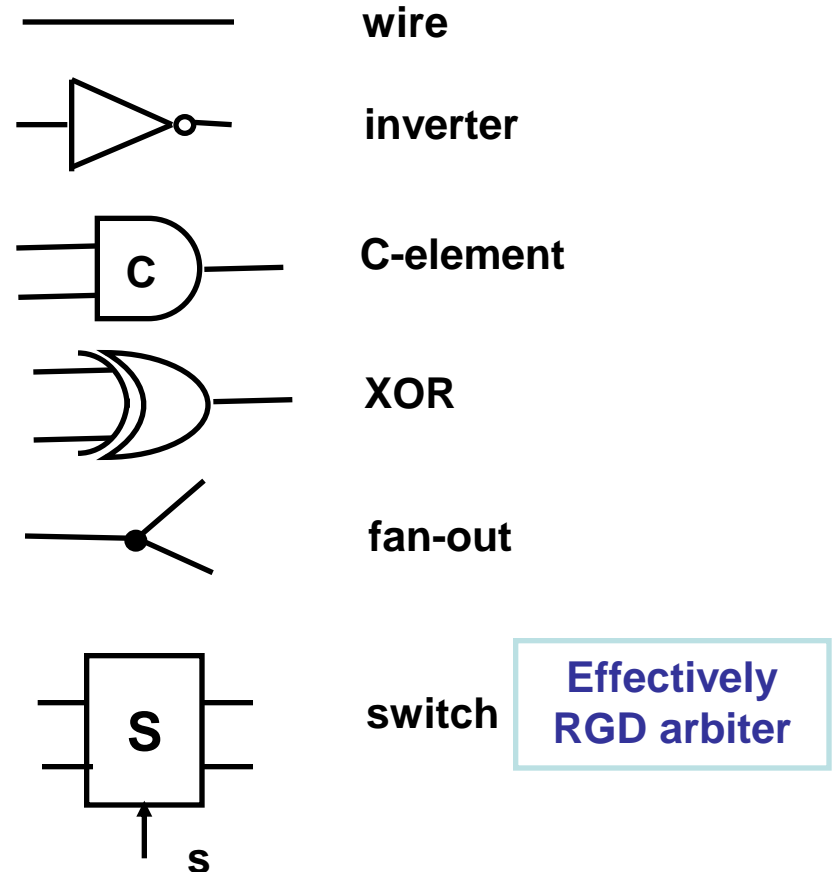 wire
inverter
C
C-element
XOR
fan-out
S
switch
Effectively
RGD arbiter
s